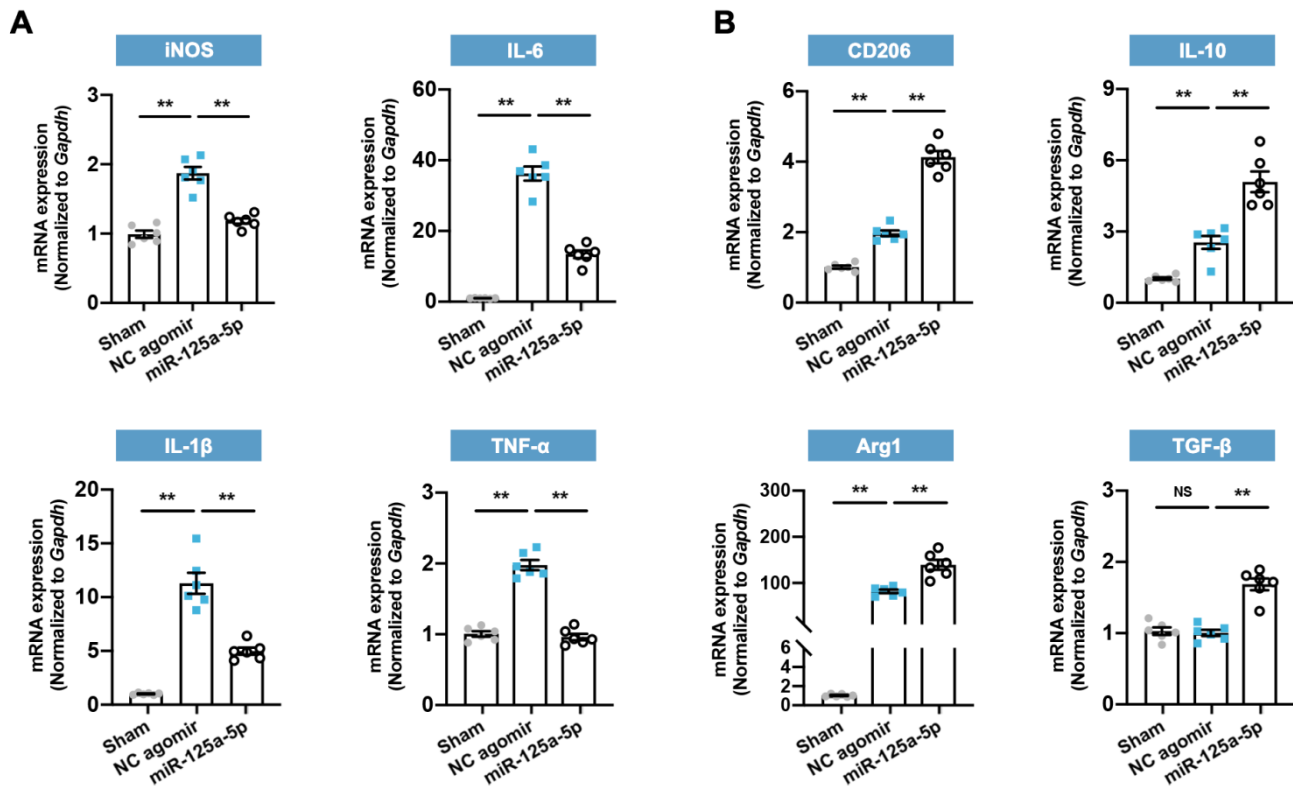 A
iNOS
mRNA expression
(Normalized to Gapdh)
3
2
1
0
**
**
Sham
NC agomir
miR-125a-5p
IL-6
mRNA expression
(Normalized to Gapdh)
60
40
20
0
**
**
Sham
NC agomir
miR-125a-5p
B
CD206
mRNA expression
(Normalized to Gapdh)
6
4
2
0
**
**
Sham
NC agomir
miR-125a-5p
IL-10
mRNA expression
(Normalized to Gapdh)
9
6
3
0
**
**
Sham
NC agomir
miR-125a-5p
IL-1β
mRNA expression
(Normalized to Gapdh)
20
15
10
5
0
**
**
Sham
NC agomir
miR-125a-5p
TNF-α
mRNA expression
(Normalized to Gapdh)
3
2
1
0
**
**
Sham
NC agomir
miR-125a-5p
Arg1
mRNA expression
(Normalized to Gapdh)
300
200
100
6
4
2
0
**
**
Sham
NC agomir
miR-125a-5p
TGF-β
mRNA expression
(Normalized to Gapdh)
3
2
1
0
NS
**
Sham
NC agomir
miR-125a-5p